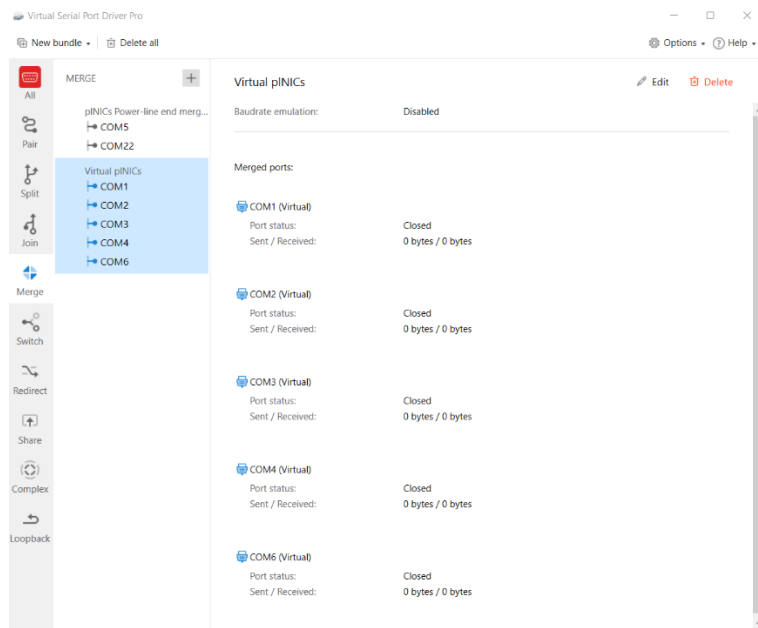 Virtual Serial Port Driver Pro
New bundle
Delete all
Options
Help
All
Pair
Split
Join
Merge
Switch
Redirect
Share
Complex
Loopback
MERGE
pINICs Power-line end merg...
COM5
COM22
Virtual pINICs
COM1
COM2
COM3
COM4
COM6
Virtual pINICs
Edit
Delete
Baudrate emulation: Disabled
Merged ports:
COM1 (Virtual)
Port status: Closed
Sent / Received: 0 bytes / 0 bytes
COM2 (Virtual)
Port status: Closed
Sent / Received: 0 bytes / 0 bytes
COM3 (Virtual)
Port status: Closed
Sent / Received: 0 bytes / 0 bytes
COM4 (Virtual)
Port status: Closed
Sent / Received: 0 bytes / 0 bytes
COM6 (Virtual)
Port status: Closed
Sent / Received: 0 bytes / 0 bytes